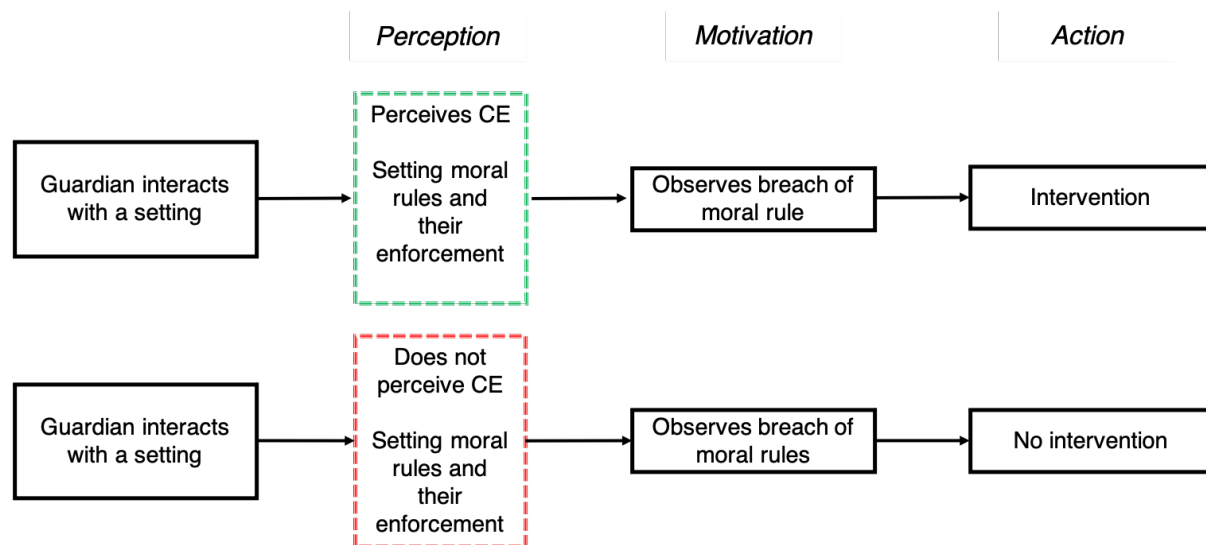 Perception
Motivation
Action
Guardian interacts
with a setting
Perceives CE
Setting moral
rules and
their
enforcement
Observes breach of
moral rule
Intervention
Guardian interacts
with a setting
Does not
perceive CE
Setting moral
rules and
their
enforcement
Observes breach of
moral rules
No intervention